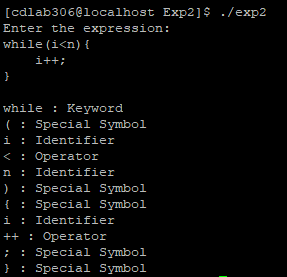 [cdlab306@localhost Exp2]$ ./exp2
Enter the expression:
while(i<n){
    i++;
}

while : Keyword
( : Special Symbol
i : Identifier
< : Operator
n : Identifier
) : Special Symbol
{ : Special Symbol
i : Identifier
++ : Operator
; : Special Symbol
} : Special Symbol